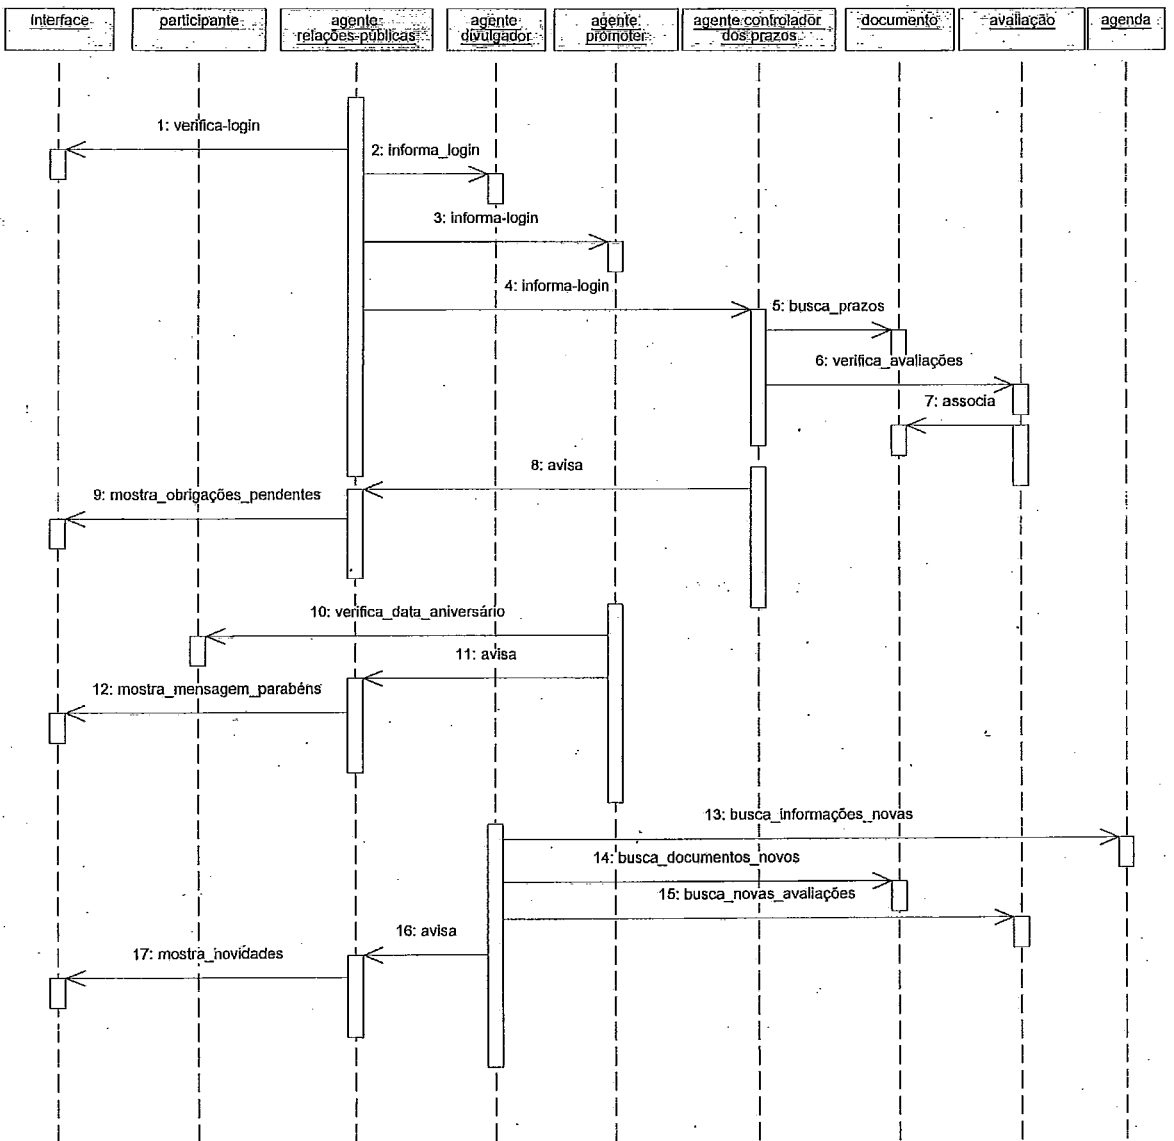 interface
participante
agente
relações-públicas
agente
divulgador
agente
promoter
agente controlador
dos prazos
documento
avaliação
agenda
1: verifica-login
2: informa_login
3: informa-login
4: informa-login
5: busca_prazos
6: verifica_avaliações
7: associa
8: avisa
9: mostra_obrigações_pendentes
10: verifica_data_aniversário
11: avisa
12: mostra_mensagem_parabéns
13: busca_informações_novas
14: busca_documentos_novos
15: busca_novas_avaliações
16: avisa
17: mostra_novidades